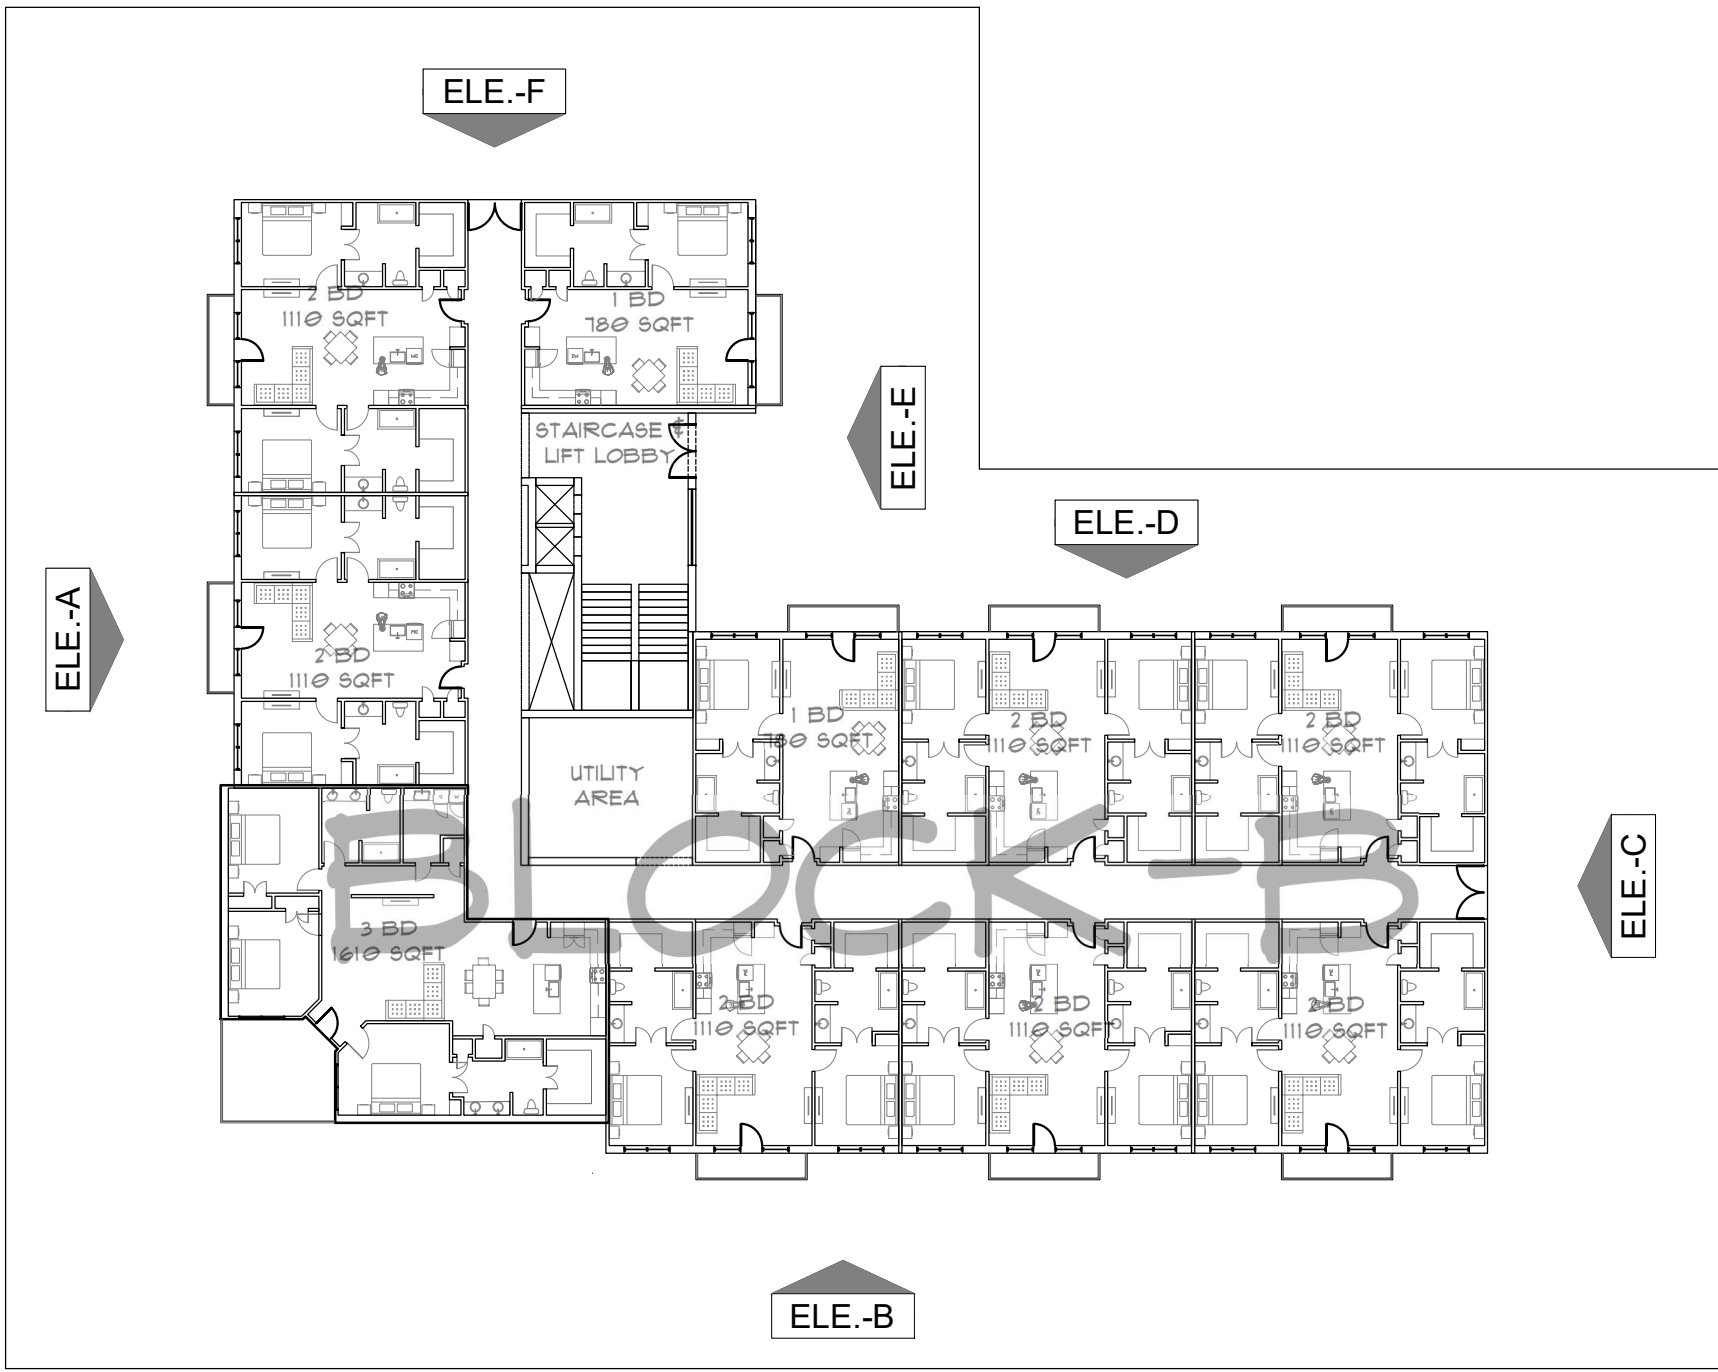 ELE.-F
2 BD
1110 SQFT
1 BD
780 SQFT
ELE.-E
STAIRCASE &
LIFT LOBBY
ELE.-D
ELE.-A
2 BD
1110 SQFT
1 BD
780 SQFT
2 BD
1110 SQFT
2 BD
1110 SQFT
UTILITY
AREA
BLOCK-B
ELE.-C
3 BD
1610 SQFT
2 BD
1110 SQFT
2 BD
1110 SQFT
2 BD
1110 SQFT
ELE.-B